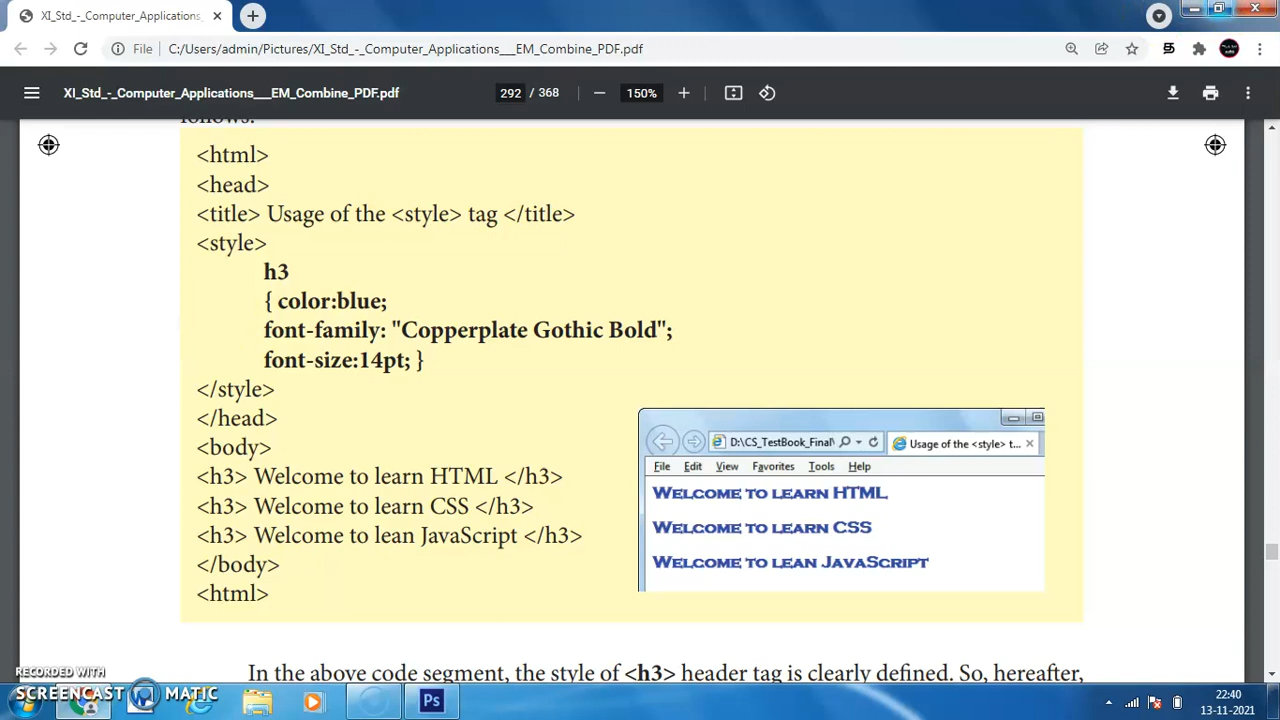 XI_Std_-_Computer_Applications_
File C:/Users/admin/Pictures/XI_Std_-_Computer_Applications___EM_Combine_PDF.pdf
XI_Std_-_Computer_Applications___EM_Combine_PDF.pdf 292 / 368 150%
follows:
<html>
<head>
<title> Usage of the <style> tag </title>
<style>
h3
{ color:blue;
font-family: "Copperplate Gothic Bold";
font-size:14pt; }
</style>
</head>
<body>
<h3> Welcome to learn HTML </h3>
<h3> Welcome to learn CSS </h3>
<h3> Welcome to lean JavaScript </h3>
</body>
<html>
D:\CS_TestBook_Final\ Usage of the <style> t...
File Edit View Favorites Tools Help
Welcome to learn HTML
Welcome to learn CSS
Welcome to lean JavaScript
In the above code segment, the style of <h3> header tag is clearly defined. So, hereafter,
RECORDED WITH
SCREENCAST MATIC
Ps
22:40
13-11-2021